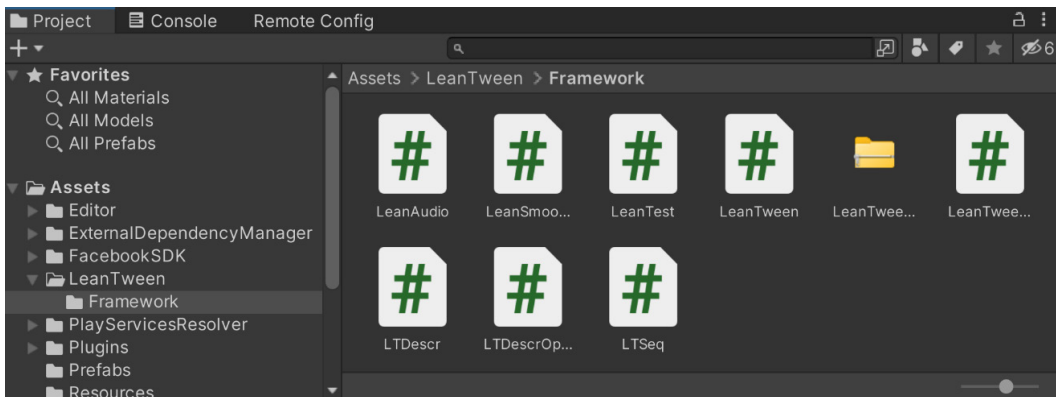 Project Console Remote Config
6
Favorites
All Materials
All Models
All Prefabs
Assets
Editor
ExternalDependencyManager
FacebookSDK
LeanTween
Framework
PlayServicesResolver
Plugins
Prefabs
Resources
Assets > LeanTween > Framework
# # # # #
LeanAudio LeanSmoo... LeanTest LeanTween LeanTwee... LeanTwee...
# # #
LTDescr LTDescrOp... LTSeq